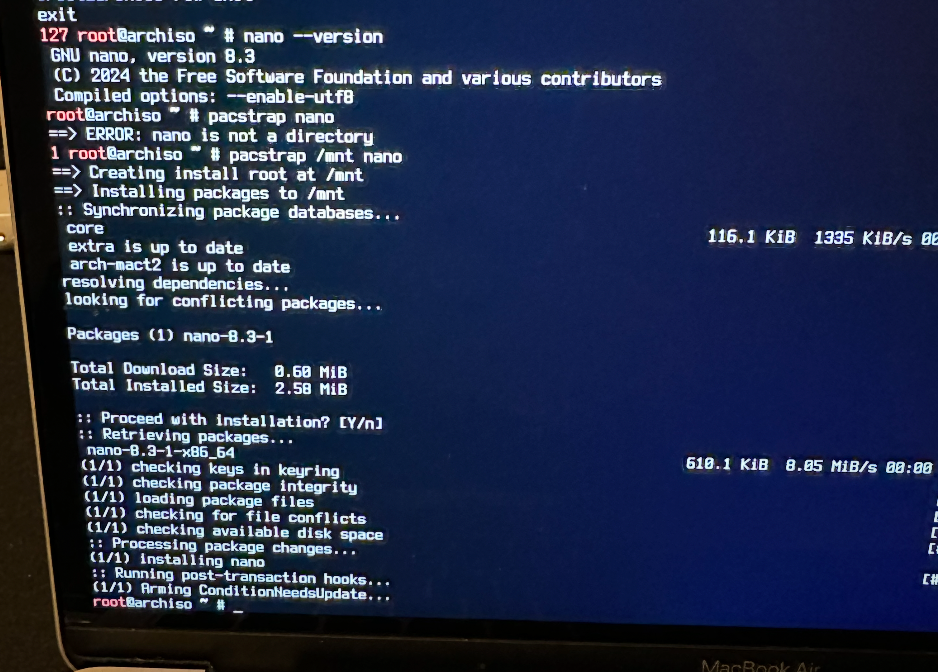 exit
127 root@archiso ~ # nano --version
GNU nano, version 8.3
(C) 2024 the Free Software Foundation and various contributors
Compiled options: --enable-utf8
root@archiso ~ # pacstrap nano
==> ERROR: nano is not a directory
1 root@archiso ~ # pacstrap /mnt nano
==> Creating install root at /mnt
==> Installing packages to /mnt
:: Synchronizing package databases...
core 116.1 KiB 1335 KiB/s 00
extra is up to date
arch-mact2 is up to date
resolving dependencies...
looking for conflicting packages...
Packages (1) nano-8.3-1
Total Download Size: 0.60 MiB
Total Installed Size: 2.58 MiB
:: Proceed with installation? [Y/n]
:: Retrieving packages...
nano-8.3-1-x86_64 610.1 KiB 8.05 MiB/s 00:00
(1/1) checking keys in keyring
(1/1) checking package integrity
(1/1) loading package files
(1/1) checking for file conflicts
(1/1) checking available disk space
:: Processing package changes...
(1/1) installing nano [#
:: Running post-transaction hooks...
(1/1) Arming ConditionNeedsUpdate...
root@archiso ~ # _
MacBook Air